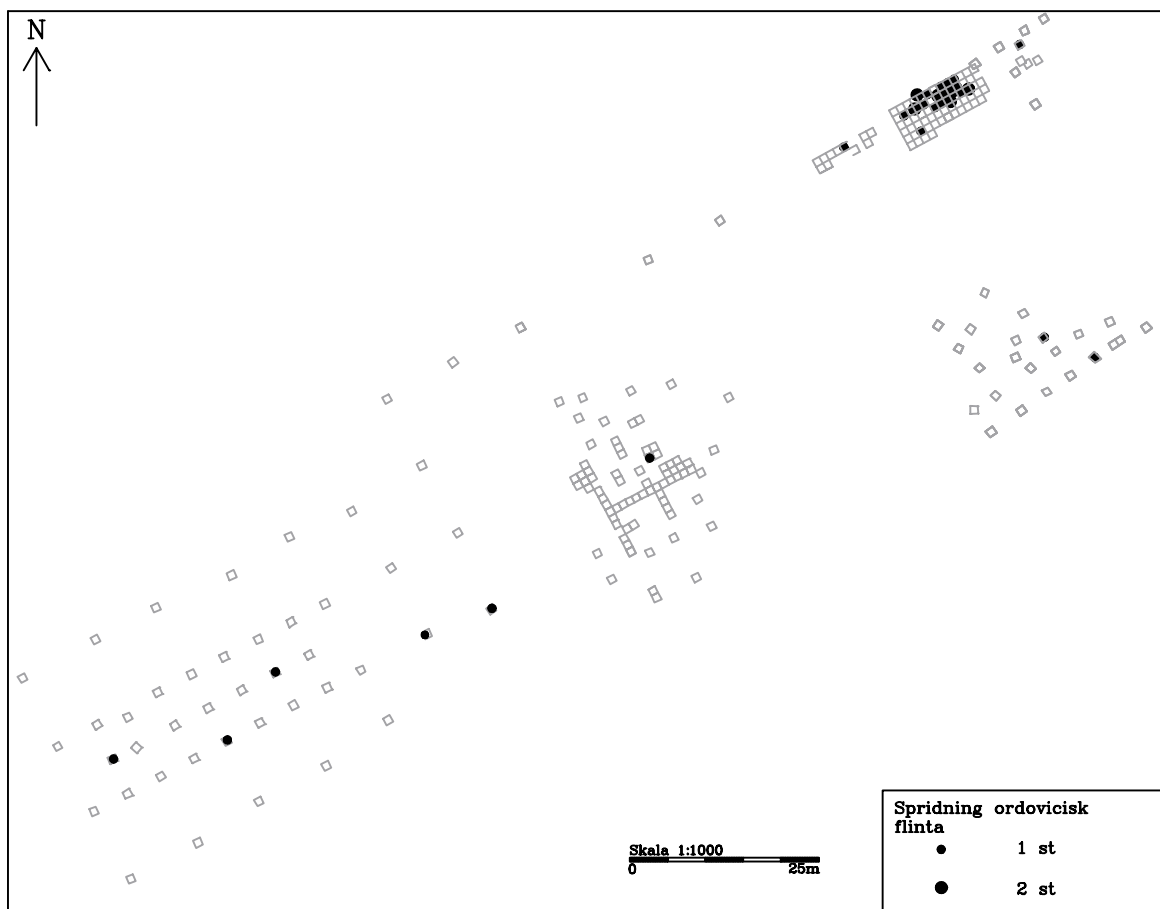 N
Skala 1:1000
0 25m
Spridning ordovicisk
flinta
1 st
2 st